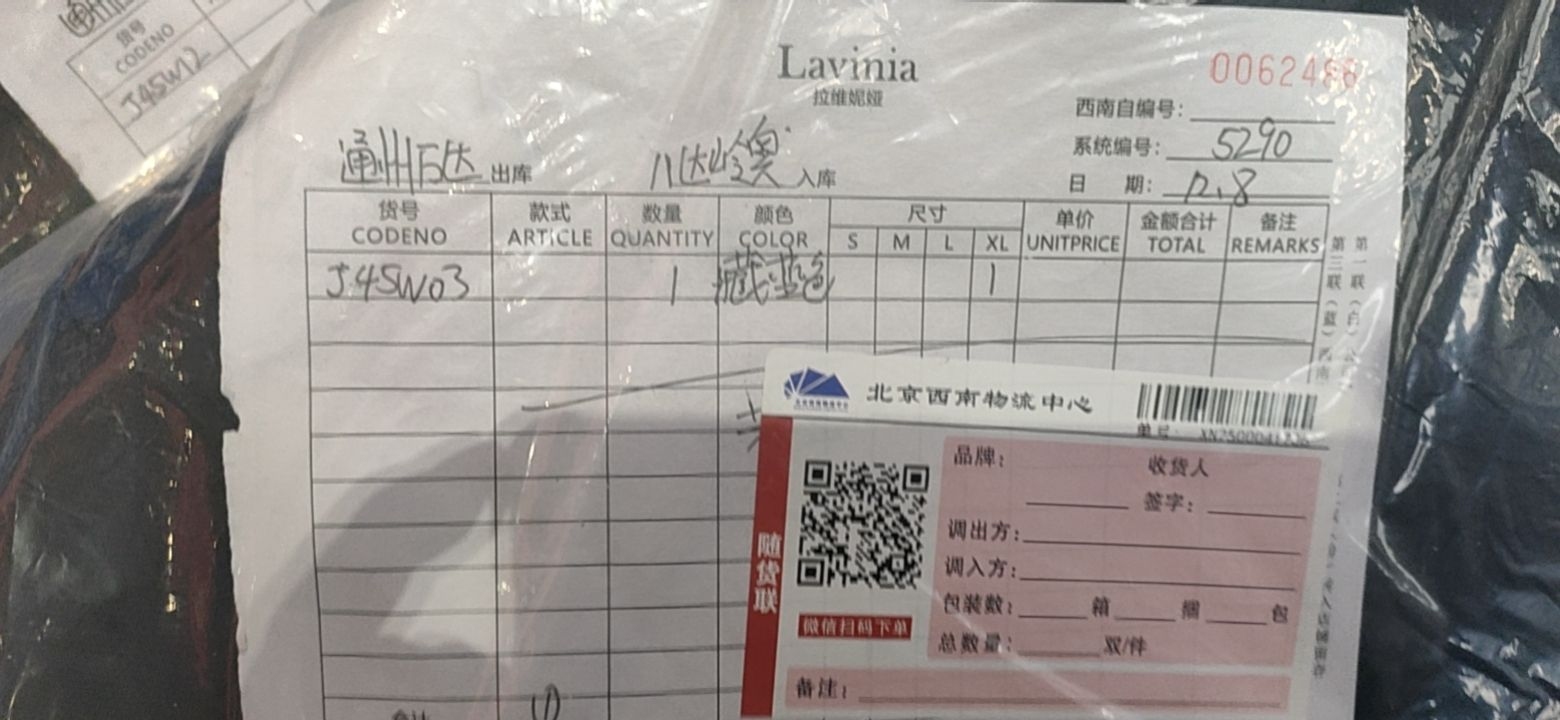 货号
CODENO
J45W12
Lavinia
拉维妮娅
西南自编号:
系统编号: 5290
通州万达 出库 八达岭奥 入库
日 期: 12.8
货号 款式 数量 颜色 尺寸 单价 金额合计 备注
CODENO ARTICLE QUANTITY COLOR S M L XL UNITPRICE TOTAL REMARKS
J45W03 1 藏蓝色 1
北京西南物流中心
单号:
品牌: 收货人
签字:
调出方:
调入方:
包装数: 箱 捆 包
总数量: 双/件
备注:
随货联
微信扫码下单
合计